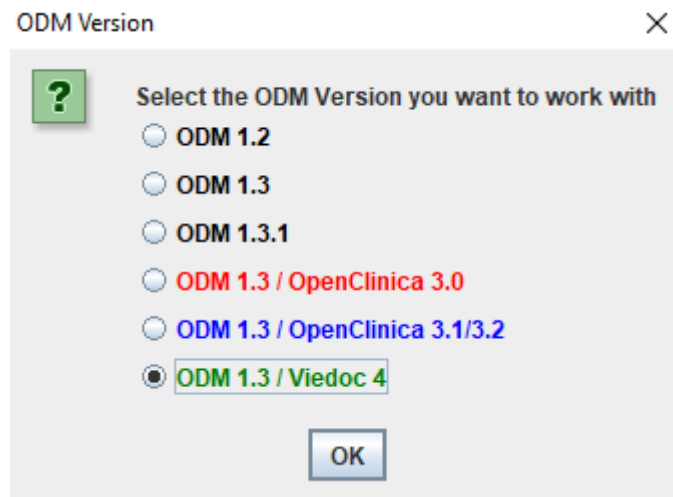 ODM Version
Select the ODM Version you want to work with
ODM 1.2
ODM 1.3
ODM 1.3.1
ODM 1.3 / OpenClinica 3.0
ODM 1.3 / OpenClinica 3.1/3.2
ODM 1.3 / Viedoc 4
OK